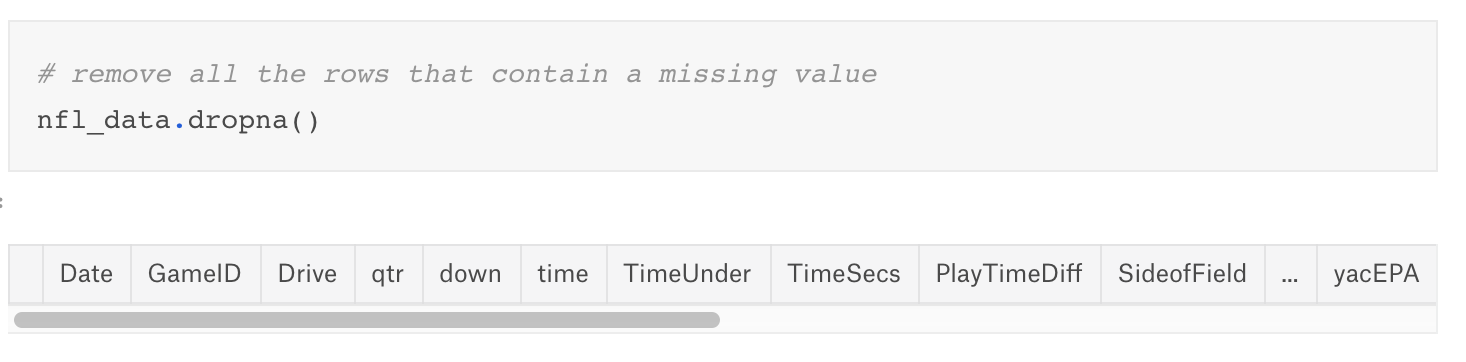 # remove all the rows that contain a missing value
nfl_data.dropna()
:
Date GameID Drive qtr down time TimeUnder TimeSecs PlayTimeDiff SideofField ... yacEPA